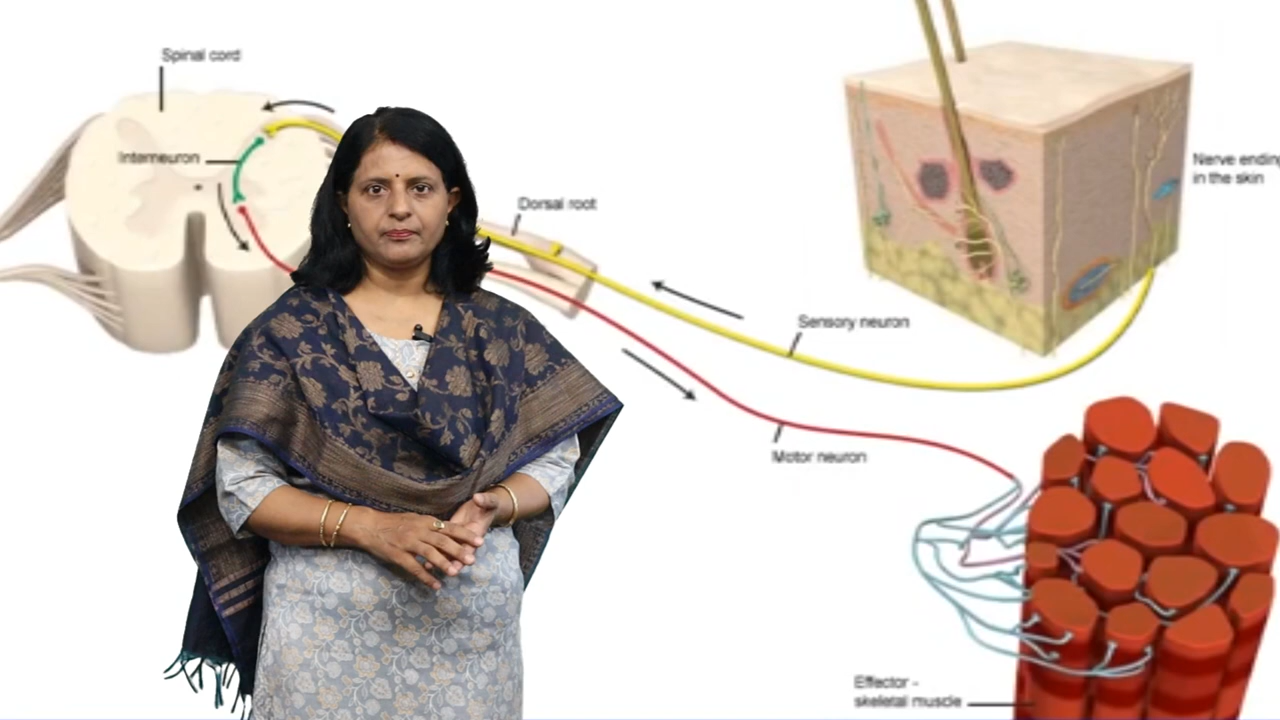 Spinal cord
Interneuron
Dorsal root
Nerve ending
in the skin
Sensory neuron
Motor neuron
Effector -
skeletal muscle